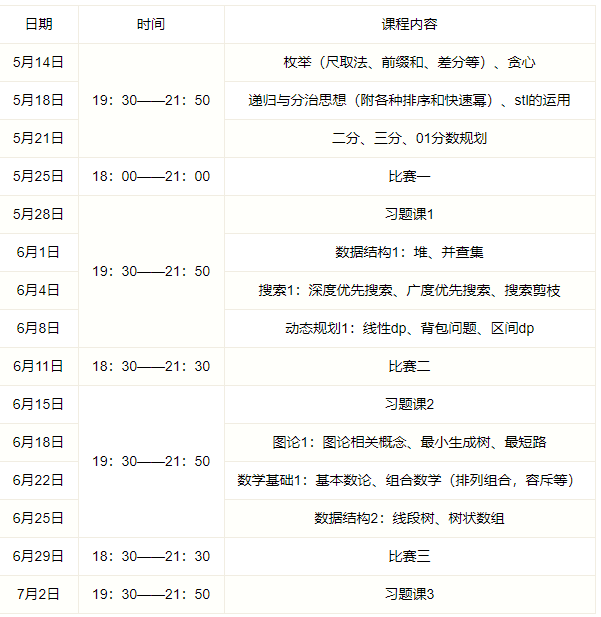 日期 时间 课程内容
5月14日 枚举（尺取法、前缀和、差分等）、贪心
5月18日 19：30——21：50 递归与分治思想（附各种排序和快速幂）、stl的运用
5月21日 二分、三分、01分数规划
5月25日 18：00——21：00 比赛一
5月28日 习题课1
6月1日 数据结构1：堆、并查集
19：30——21：50
6月4日 搜索1：深度优先搜索、广度优先搜索、搜索剪枝
6月8日 动态规划1：线性dp、背包问题、区间dp
6月11日 18：30——21：30 比赛二
6月15日 习题课2
6月18日 图论1：图论相关概念、最小生成树、最短路
19：30——21：50
6月22日 数学基础1：基本数论、组合数学（排列组合，容斥等）
6月25日 数据结构2：线段树、树状数组
6月29日 18：30——21：30 比赛三
7月2日 19：30——21：50 习题课3